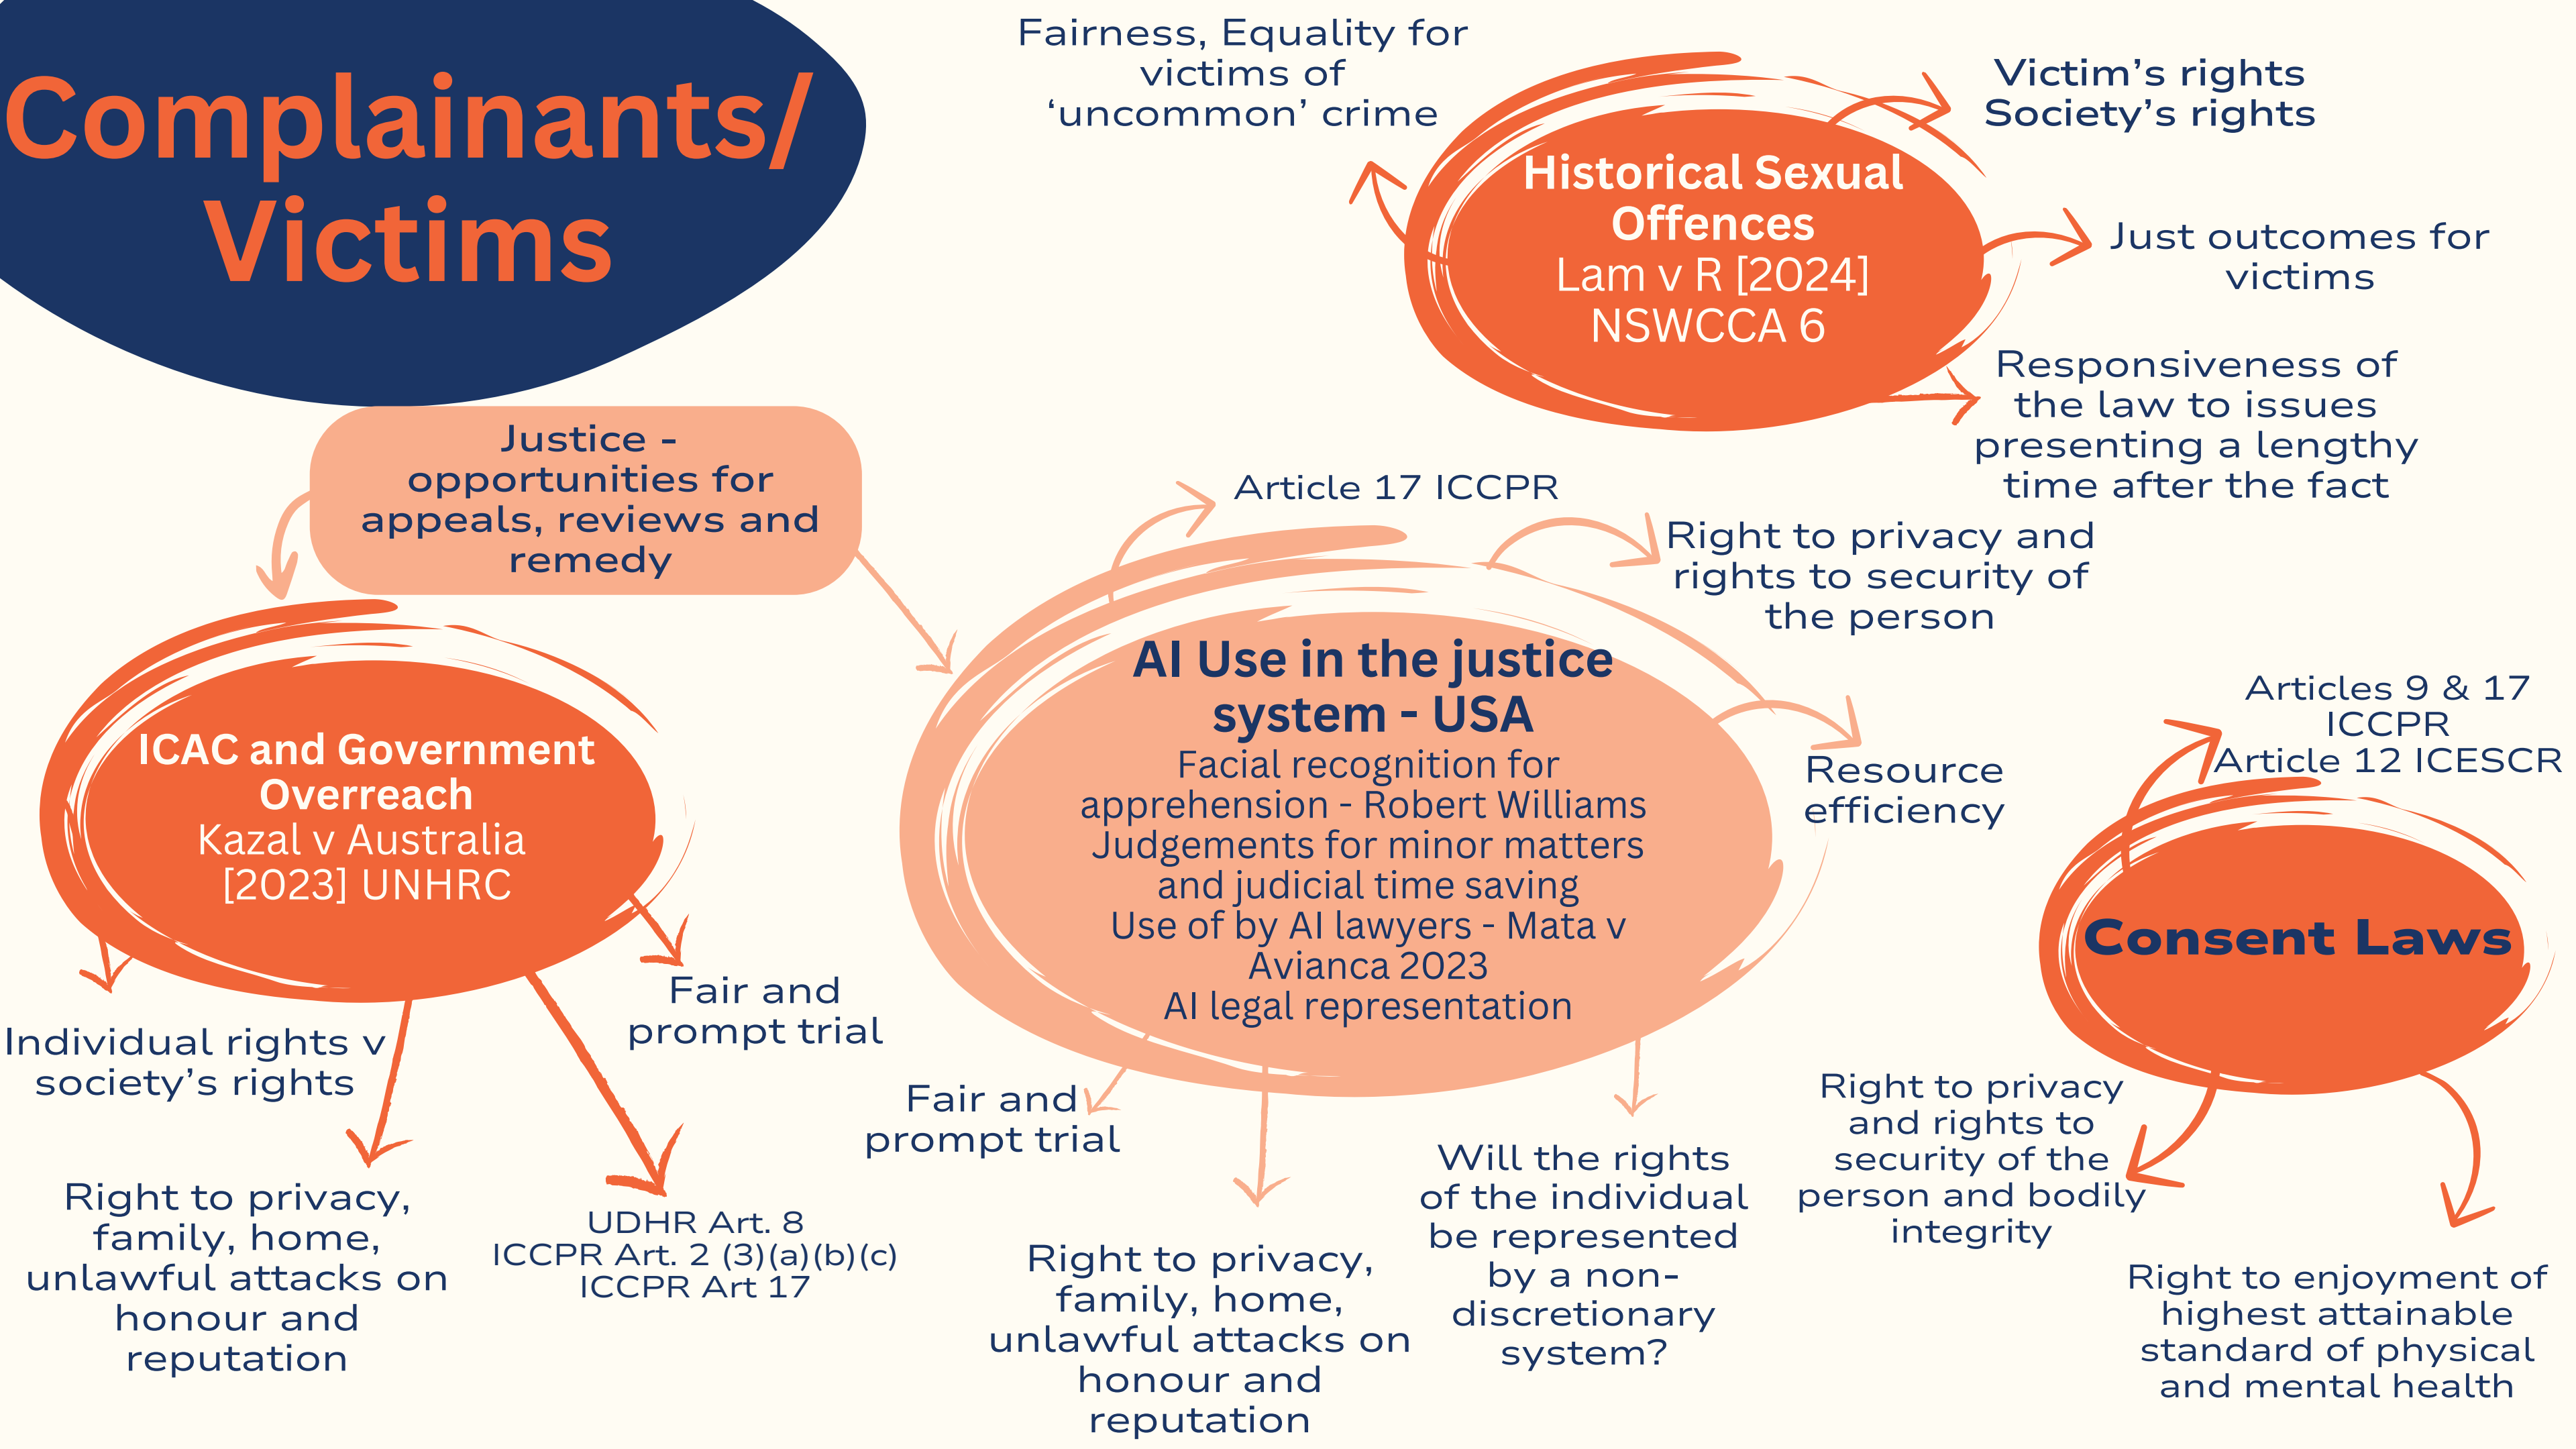 Complainants/
Victims
Fairness, Equality for
victims of
‘uncommon’ crime
Historical Sexual
Offences
Lam v R [2024]
NSWCCA 6
Victim’s rights
Society’s rights
Just outcomes for
victims
Responsiveness of
the law to issues
presenting a lengthy
time after the fact
Justice -
opportunities for
appeals, reviews and
remedy
ICAC and Government
Overreach
Kazal v Australia
[2023] UNHRC
Individual rights v
society’s rights
Right to privacy,
family, home,
unlawful attacks on
honour and
reputation
UDHR Art. 8
ICCPR Art. 2 (3)(a)(b)(c)
ICCPR Art 17
Fair and
prompt trial
Article 17 ICCPR
Right to privacy and
rights to security of
the person
AI Use in the justice
system - USA
Facial recognition for
apprehension - Robert Williams
Judgements for minor matters
and judicial time saving
Use of by AI lawyers - Mata v
Avianca 2023
AI legal representation
Resource
efficiency
Fair and
prompt trial
Right to privacy,
family, home,
unlawful attacks on
honour and
reputation
Will the rights
of the individual
be represented
by a non-
discretionary
system?
Articles 9 & 17
ICCPR
Article 12 ICESCR
Consent Laws
Right to privacy
and rights to
security of the
person and bodily
integrity
Right to enjoyment of
highest attainable
standard of physical
and mental health